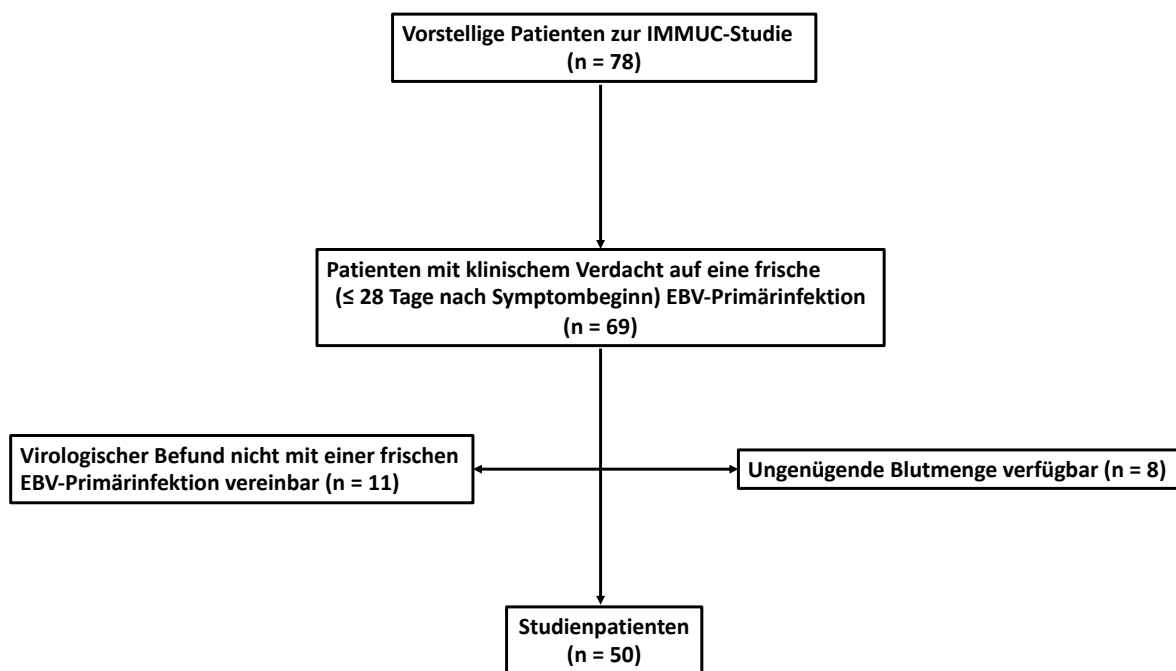 Vorstellige Patienten zur IMMUC-Studie
(n = 78)
Patienten mit klinischem Verdacht auf eine frische
(≤ 28 Tage nach Symptombeginn) EBV-Primärinfektion
(n = 69)
Virologischer Befund nicht mit einer frischen
EBV-Primärinfektion vereinbar (n = 11)
Ungenügende Blutmenge verfügbar (n = 8)
Studienpatienten
(n = 50)